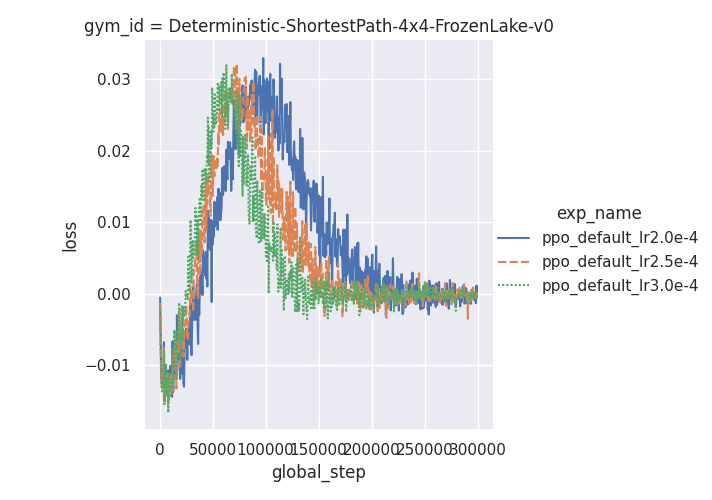 gym_id = Deterministic-ShortestPath-4x4-FrozenLake-v0
0.03
0.02
0.01
0.00
−0.01
loss
0 50000 100000 150000 200000 250000 300000
global_step
exp_name
ppo_default_lr2.0e-4
ppo_default_lr2.5e-4
ppo_default_lr3.0e-4